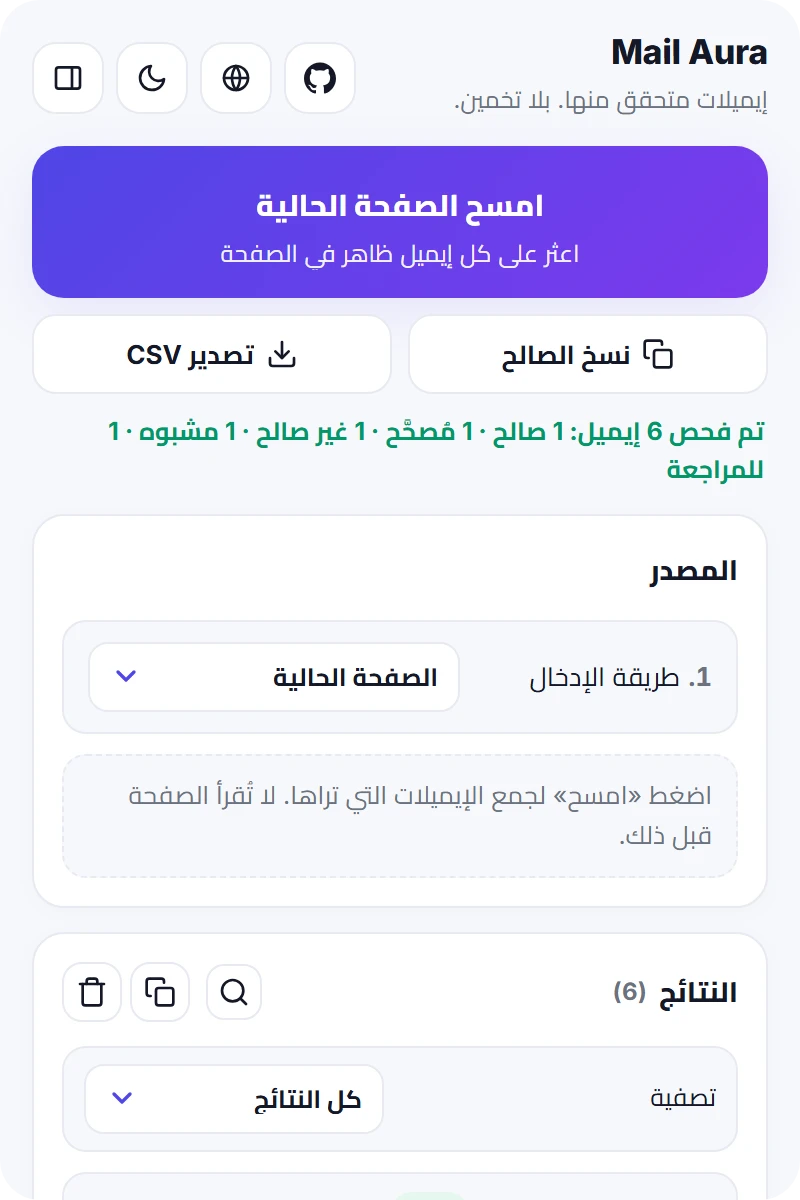 Mail Aura
إيميلات متحقق منها. بلا تخمين.
امسح الصفحة الحالية
اعثر على كل إيميل ظاهر في الصفحة
نسخ الصالح
تصدير CSV
تم فحص 6 إيميل: 1 صالح · 1 مُصحَّح · 1 غير صالح · 1 مشبوه · 1
للمراجعة
المصدر
1. طريقة الإدخال
الصفحة الحالية
اضغط «امسح» لجمع الإيميلات التي تراها. لا تُقرأ الصفحة
قبل ذلك.
النتائج (6)
تصفية
كل النتائج